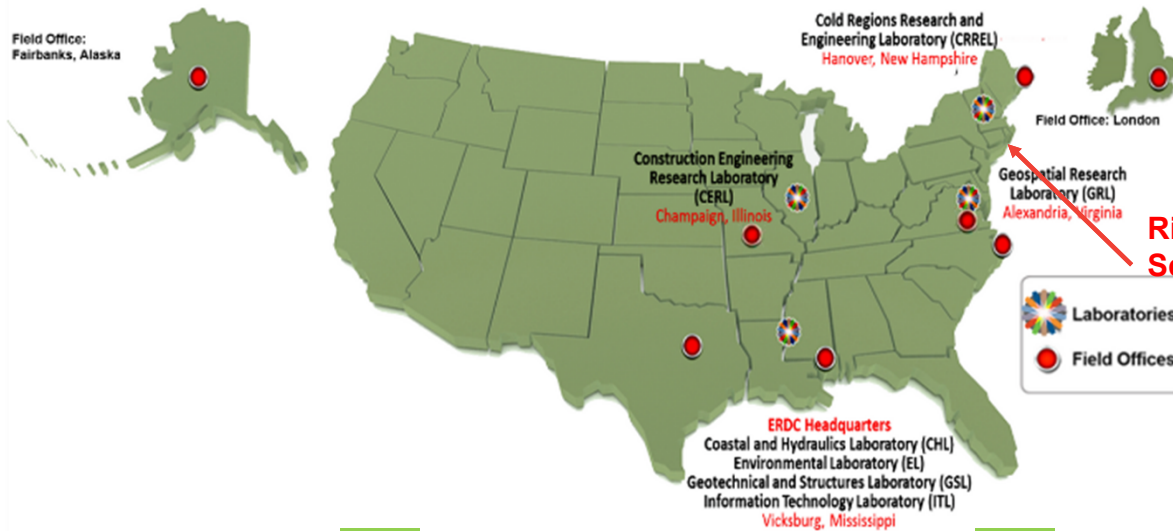 Field Office:
Fairbanks, Alaska
Cold Regions Research and
Engineering Laboratory (CRREL)
Hanover, New Hampshire
Field Office: London
Construction Engineering
Research Laboratory
(CERL)
Champaign, Illinois
Geospatial Research
Laboratory (GRL)
Alexandria, Virginia
Laboratories
Field Offices
ERDC Headquarters
Coastal and Hydraulics Laboratory (CHL)
Environmental Laboratory (EL)
Geotechnical and Structures Laboratory (GSL)
Information Technology Laboratory (ITL)
Vicksburg, Mississippi